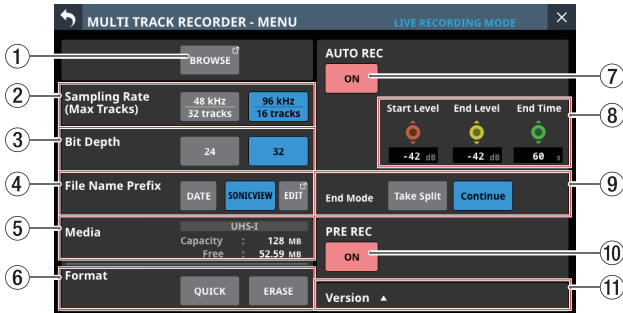 MULTI TRACK RECORDER - MENU
LIVE RECORDING MODE
①
BROWSE
②
Sampling Rate
(Max Tracks)
48 kHz
32 tracks
96 kHz
16 tracks
③
Bit Depth
24
32
④
File Name Prefix
DATE
SONICVIEW
EDIT
⑤
Media
UHS-I
Capacity : 128 MB
Free : 52.59 MB
⑥
Format
QUICK
ERASE
AUTO REC
ON
⑦
Start Level
End Level
End Time
-42 dB
-42 dB
60 s
⑧
End Mode
Take Split
Continue
⑨
PRE REC
ON
⑩
Version ▲
⑪